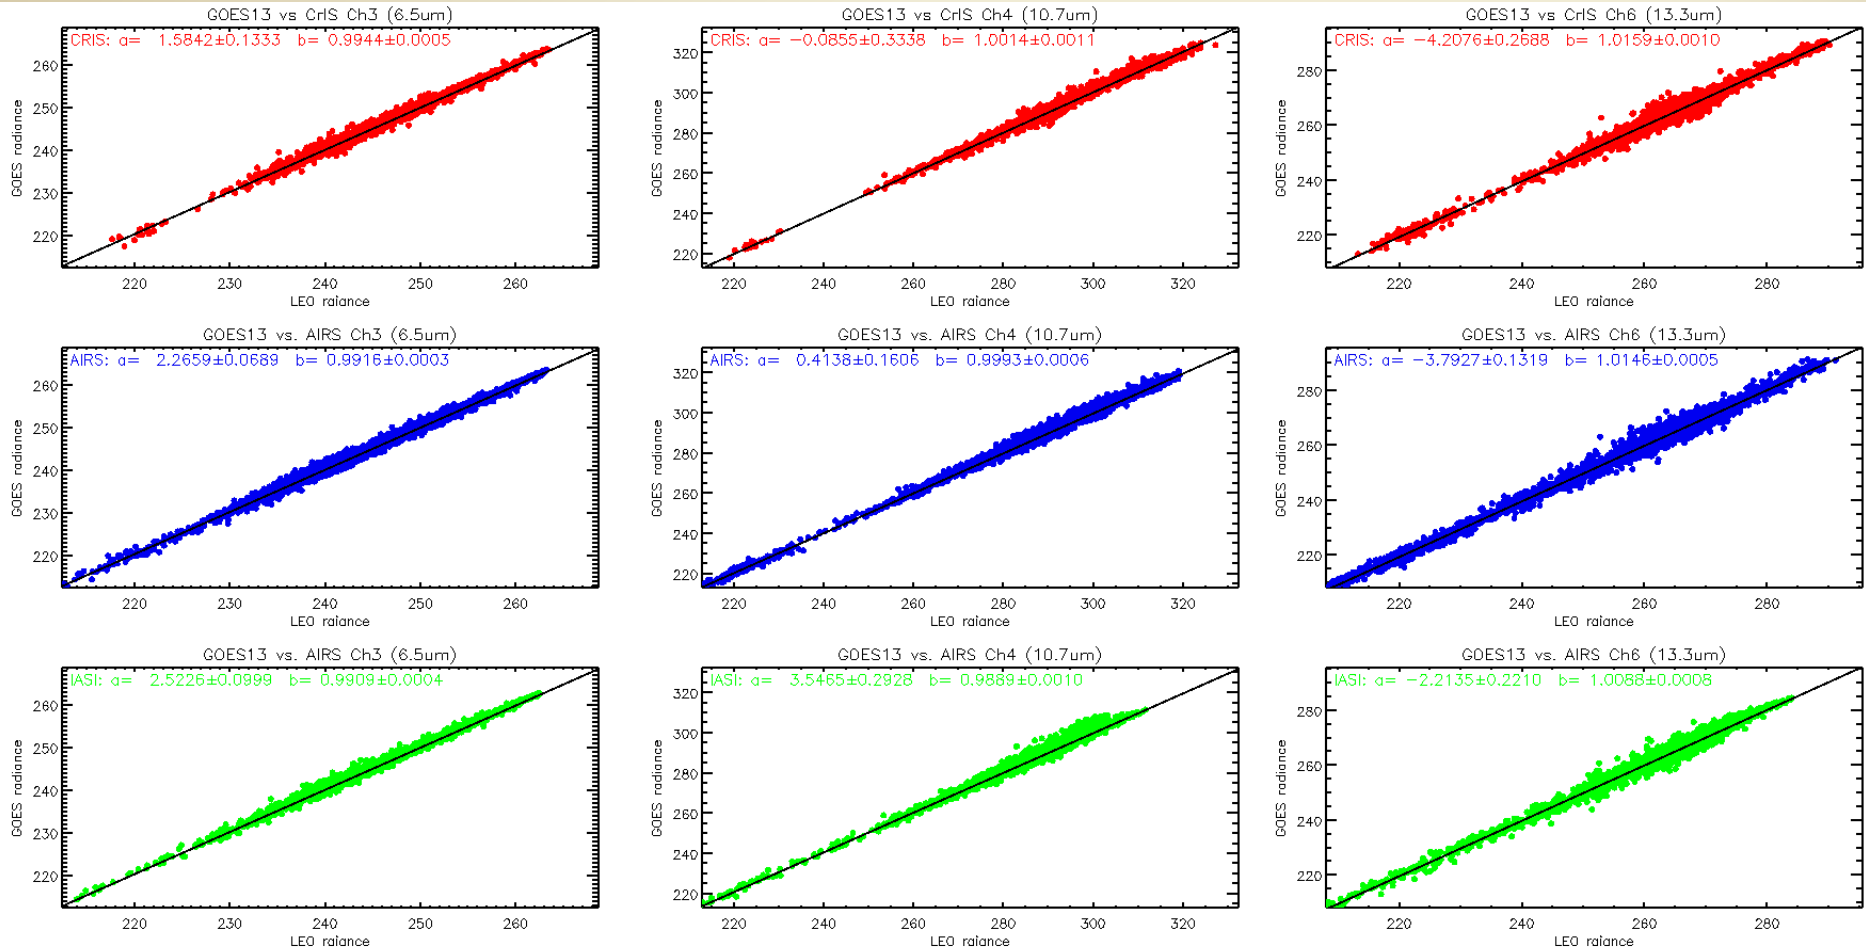 GOES13 vs CrIS Ch3 (6.5um)
CRIS: a= 1.5842±0.1333 b= 0.9944±0.0005
GOES radiance
260
250
240
230
220
220 230 240 250 260
LEO raiance
GOES13 vs CrIS Ch4 (10.7um)
CRIS: a= −0.0855±0.3338 b= 1.0014±0.0011
GOES radiance
320
300
280
260
240
220
220 240 260 280 300 320
LEO raiance
GOES13 vs CrIS Ch6 (13.3um)
CRIS: a= −4.2076±0.2688 b= 1.0159±0.0010
GOES radiance
280
260
240
220
220 240 260 280
LEO raiance
GOES13 vs. AIRS Ch3 (6.5um)
AIRS: a= 2.2659±0.0689 b= 0.9916±0.0003
GOES radiance
260
250
240
230
220
220 230 240 250 260
LEO raiance
GOES13 vs. AIRS Ch4 (10.7um)
AIRS: a= 0.4138±0.1606 b= 0.9993±0.0006
GOES radiance
320
300
280
260
240
220
220 240 260 280 300 320
LEO raiance
GOES13 vs. AIRS Ch6 (13.3um)
AIRS: a= −3.7927±0.1319 b= 1.0146±0.0005
GOES radiance
280
260
240
220
220 240 260 280
LEO raiance
GOES13 vs. AIRS Ch3 (6.5um)
IASI: a= 2.5226±0.0999 b= 0.9909±0.0004
GOES radiance
260
250
240
230
220
220 230 240 250 260
LEO raiance
GOES13 vs. AIRS Ch4 (10.7um)
IASI: a= 3.5465±0.2928 b= 0.9889±0.0010
GOES radiance
320
300
280
260
240
220
220 240 260 280 300 320
LEO raiance
GOES13 vs. AIRS Ch6 (13.3um)
IASI: a= −2.2135±0.2210 b= 1.0088±0.0008
GOES radiance
280
260
240
220
220 240 260 280
LEO raiance